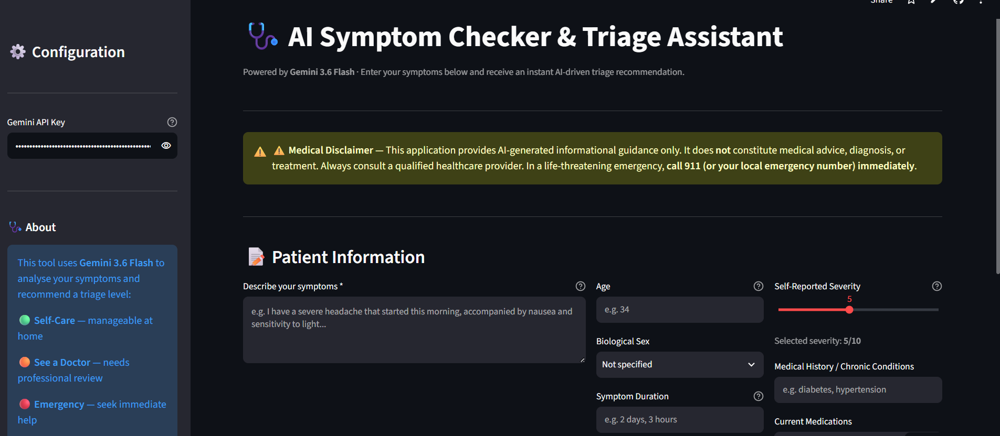 Share
Configuration
Gemini API Key
About
This tool uses Gemini 3.6 Flash to
analyse your symptoms and
recommend a triage level:
Self-Care — manageable at
home
See a Doctor — needs
professional review
Emergency — seek immediate
help
AI Symptom Checker & Triage Assistant
Powered by Gemini 3.6 Flash · Enter your symptoms below and receive an instant AI-driven triage recommendation.
Medical Disclaimer — This application provides AI-generated informational guidance only. It does not constitute medical advice, diagnosis, or
treatment. Always consult a qualified healthcare provider. In a life-threatening emergency, call 911 (or your local emergency number) immediately.
Patient Information
Describe your symptoms *
e.g. I have a severe headache that started this morning, accompanied by nausea and
sensitivity to light...
Age
e.g. 34
Biological Sex
Not specified
Symptom Duration
e.g. 2 days, 3 hours
Self-Reported Severity
5
Selected severity: 5/10
Medical History / Chronic Conditions
e.g. diabetes, hypertension
Current Medications